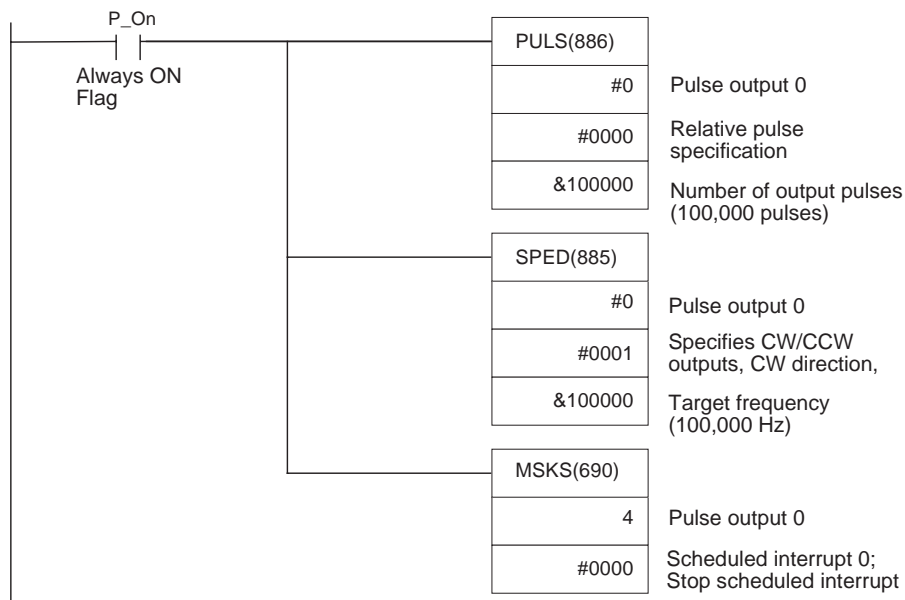 P_On
Always ON
Flag
PULS(886)
#0 Pulse output 0
#0000 Relative pulse
specification
&100000 Number of output pulses
(100,000 pulses)
SPED(885)
#0 Pulse output 0
#0001 Specifies CW/CCW
outputs, CW direction,
&100000 Target frequency
(100,000 Hz)
MSKS(690)
4 Pulse output 0
#0000 Scheduled interrupt 0;
Stop scheduled interrupt